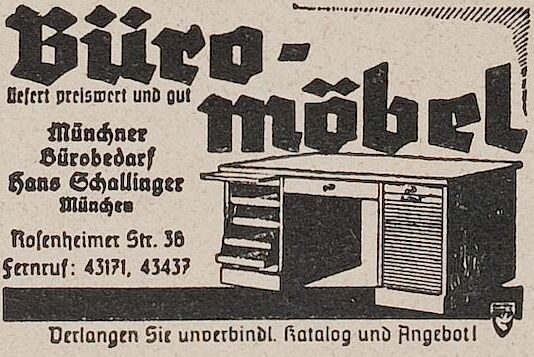 Büro-
möbel
liefert preiswert und gut
Münchner
Bürobedarf
Hans Schallinger
München
Rosenheimer Str. 38
Fernruf: 43171, 43437
Verlangen Sie unverbindl. Katalog und Angebot!